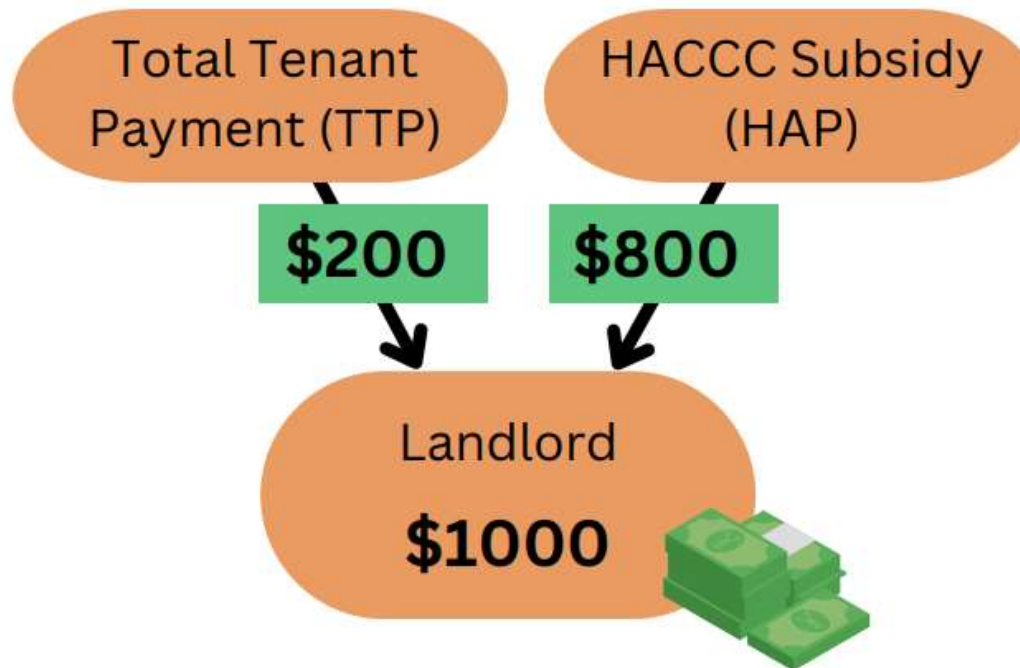 Total Tenant
Payment (TTP)
HACCC Subsidy
(HAP)
$200
$800
Landlord
$1000